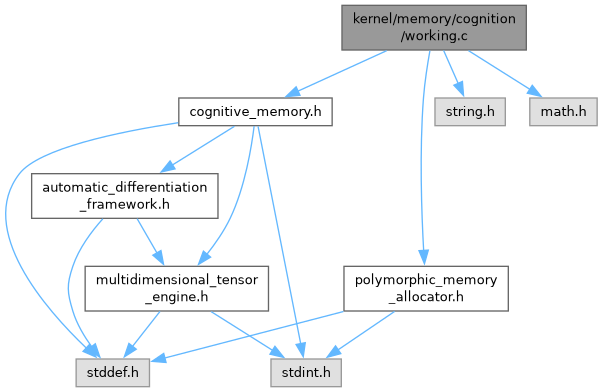 kernel/memory/cognition
/working.c
cognitive_memory.h
string.h
math.h
automatic_differentiation
_framework.h
multidimensional_tensor
_engine.h
polymorphic_memory
_allocator.h
stddef.h
stdint.h